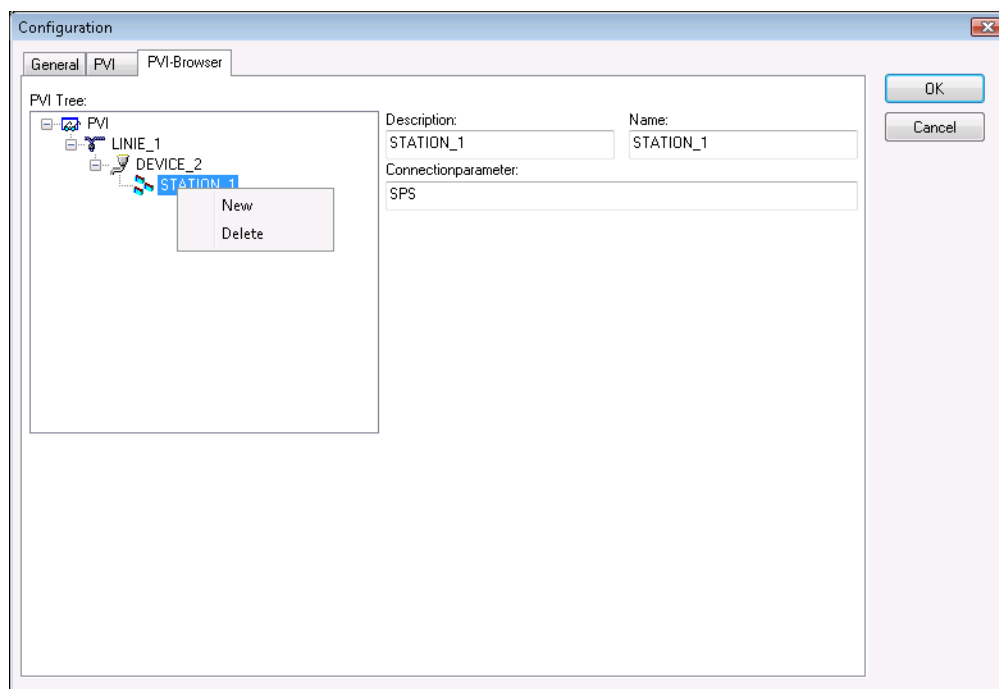 Configuration
General PVI PVI-Browser
OK
Cancel
PVI Tree:
PVI
LINIE_1
DEVICE_2
STATION_1
New
Delete
Description: Name:
STATION_1 STATION_1
Connectionparameter:
SPS